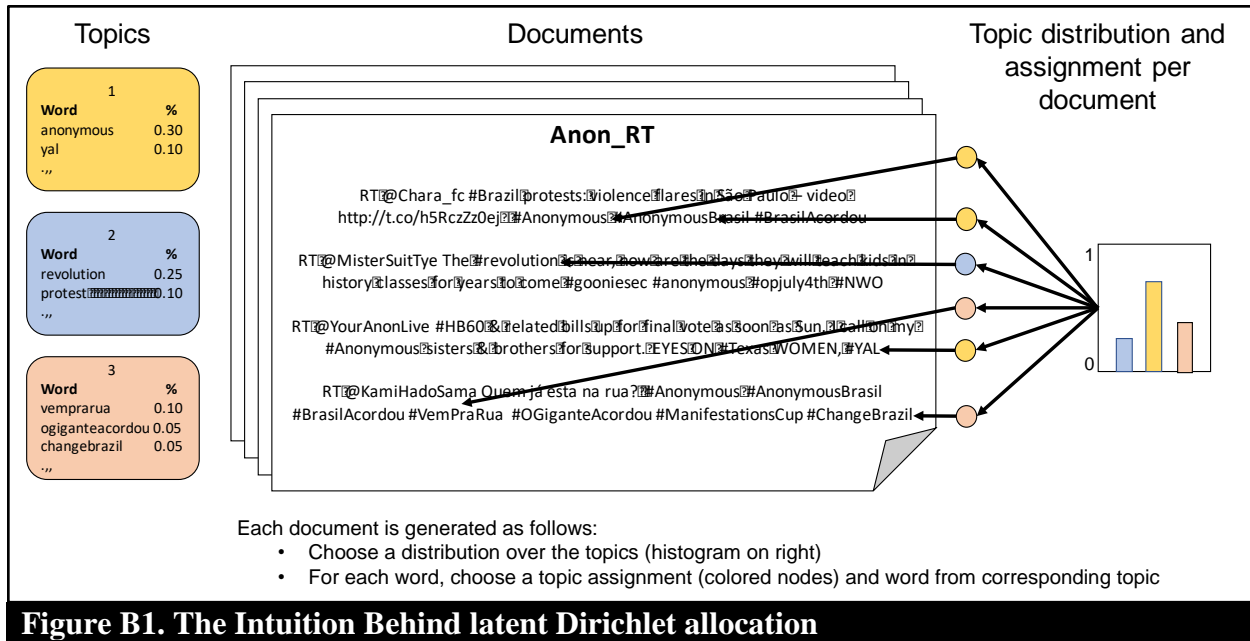 Topics
Documents
Topic distribution and
assignment per
document
1
Word %
anonymous 0.30
yal 0.10
.,,
2
Word %
revolution 0.25
protest 0.10
.,,
3
Word %
vemprarua 0.10
ogiganteacordou 0.05
changebrazil 0.05
.,,
Anon_RT
RT @Chara_fc #Brazil protests: violence flares in São Paulo – video
http://t.co/h5RczZz0ej #Anonymous #AnonymousBrasil #BrasilAcordou
RT @MisterSuitTye The #revolution is near, now are the days they will teach kids in
history classes for years to come #gooniesec #anonymous #opjuly4th #NWO
RT @YourAnonLive #HB60 & related bills up for final vote as soon as Sun. I call on my
#Anonymous sisters & brothers for support. EYES ON #Texas WOMEN, #YAL
RT @KamiHadoSama Quem já esta na rua? #Anonymous #AnonymousBrasil
#BrasilAcordou #VemPraRua #OGiganteAcordou #ManifestationsCup #ChangeBrazil
1
0
Each document is generated as follows:
• Choose a distribution over the topics (histogram on right)
• For each word, choose a topic assignment (colored nodes) and word from corresponding topic
Figure B1. The Intuition Behind latent Dirichlet allocation